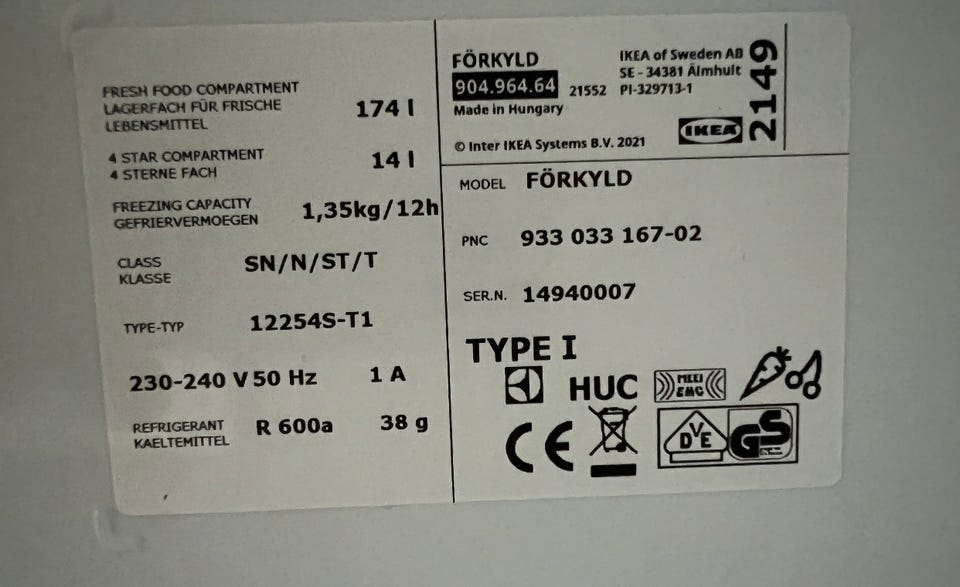 FRESH FOOD COMPARTMENT
LAGERFACH FÜR FRISCHE
LEBENSMITTEL
174 l
4 STAR COMPARTMENT
4 STERNE FACH
14 l
FREEZING CAPACITY
GEFRIERVERMOEGEN
1,35kg/12h
CLASS
KLASSE
SN/N/ST/T
TYPE-TYP
12254S-T1
230-240 V 50 Hz 1 A
REFRIGERANT
KAELTEMITTEL
R 600a 38 g
FÖRKYLD
904.964.64 21552
Made in Hungary
© Inter IKEA Systems B.V. 2021
IKEA of Sweden AB
SE - 34381 Älmhult
PI-329713-1
IKEA
2149
MODEL FÖRKYLD
PNC 933 033 167-02
SER.N. 14940007
TYPE I
HUC
MEEI
EMC
CE
DVE
GS